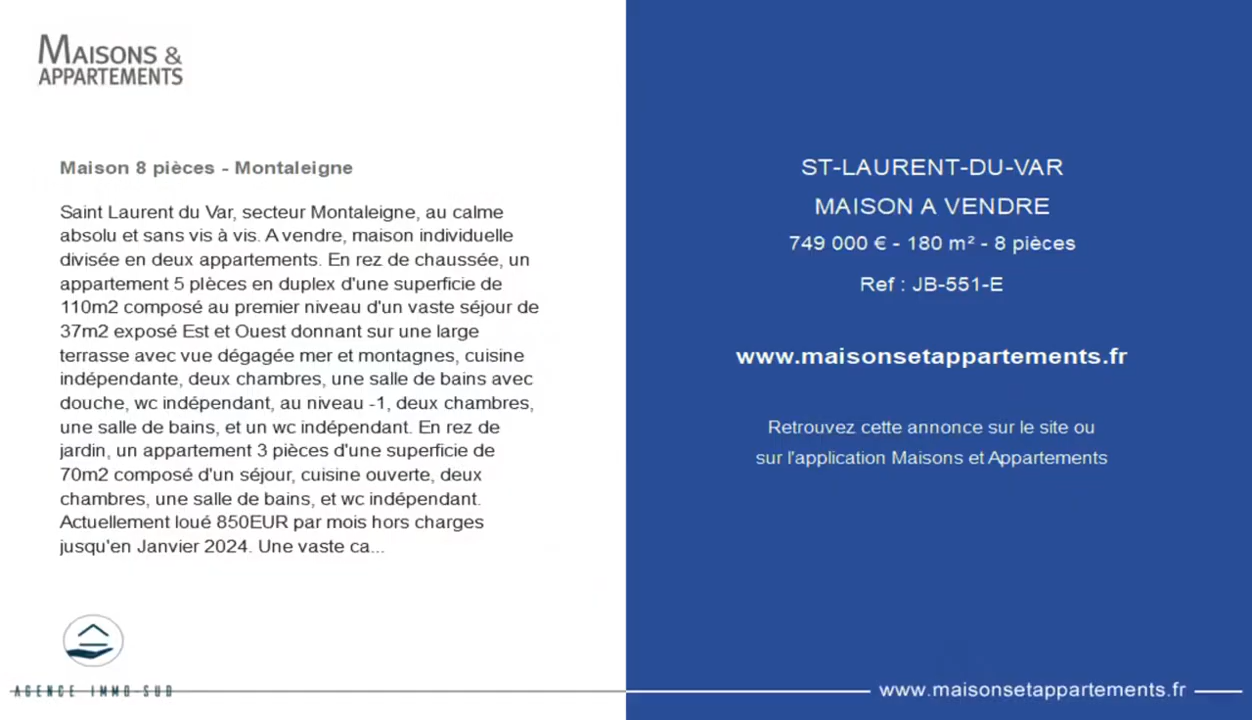 MAISONS &
APPARTEMENTS
Maison 8 pièces - Montaleigne
Saint Laurent du Var, secteur Montaleigne, au calme
absolu et sans vis à vis. A vendre, maison individuelle
divisée en deux appartements. En rez de chaussée, un
appartement 5 plèces en duplex d'une superficie de
110m2 composé au premier niveau d'un vaste séjour de
37m2 exposé Est et Ouest donnant sur une large
terrasse avec vue dégagée mer et montagnes, cuisine
indépendante, deux chambres, une salle de bains avec
douche, wc indépendant, au niveau -1, deux chambres,
une salle de bains, et un wc indépendant. En rez de
jardin, un appartement 3 pièces d'une superficie de
70m2 composé d'un séjour, cuisine ouverte, deux
chambres, une salle de bains, et wc indépendant.
Actuellement loué 850EUR par mois hors charges
jusqu'en Janvier 2024. Une vaste ca...
AGENCE IMMO-SUD
ST-LAURENT-DU-VAR
MAISON A VENDRE
749 000 € - 180 m² - 8 pièces
Ref : JB-551-E
www.maisonsetappartements.fr
Retrouvez cette annonce sur le site ou
sur l'application Maisons et Appartements
www.maisonsetappartements.fr